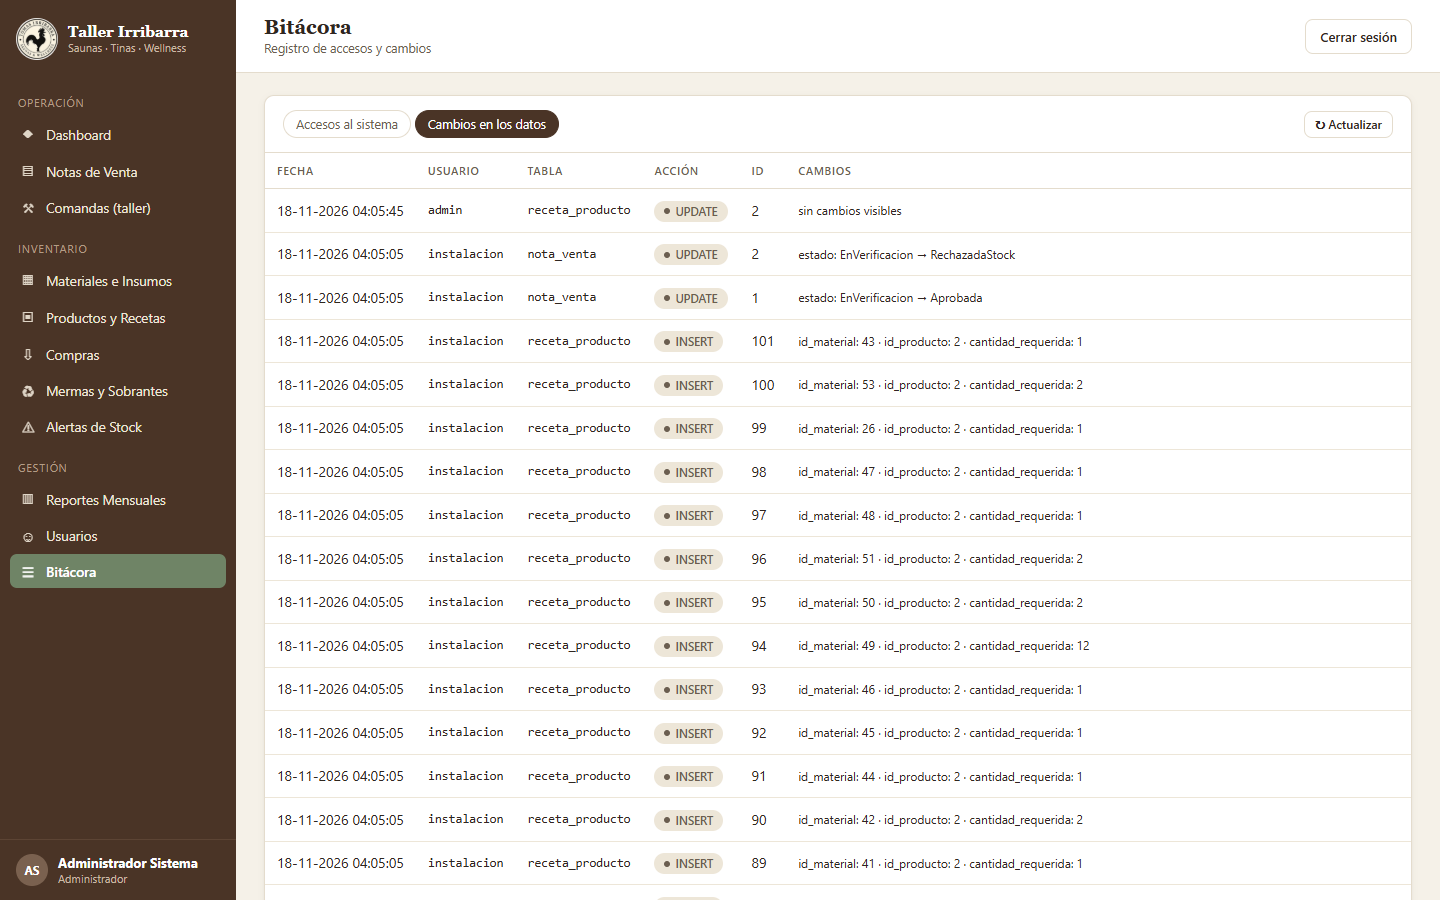 Taller Irribarra
Saunas · Tinas · Wellness
OPERACIÓN
Dashboard
Notas de Venta
Comandas (taller)
INVENTARIO
Materiales e Insumos
Productos y Recetas
Compras
Mermas y Sobrantes
Alertas de Stock
GESTIÓN
Reportes Mensuales
Usuarios
Bitácora
AS
Administrador Sistema
Administrador
Bitácora
Registro de accesos y cambios
Cerrar sesión
Accesos al sistema Cambios en los datos ↻ Actualizar
FECHA USUARIO TABLA ACCIÓN ID CAMBIOS
18-11-2026 04:05:45 admin receta_producto UPDATE 2 sin cambios visibles
18-11-2026 04:05:05 instalacion nota_venta UPDATE 2 estado: EnVerificacion → RechazadaStock
18-11-2026 04:05:05 instalacion nota_venta UPDATE 1 estado: EnVerificacion → Aprobada
18-11-2026 04:05:05 instalacion receta_producto INSERT 101 id_material: 43 · id_producto: 2 · cantidad_requerida: 1
18-11-2026 04:05:05 instalacion receta_producto INSERT 100 id_material: 53 · id_producto: 2 · cantidad_requerida: 2
18-11-2026 04:05:05 instalacion receta_producto INSERT 99 id_material: 26 · id_producto: 2 · cantidad_requerida: 1
18-11-2026 04:05:05 instalacion receta_producto INSERT 98 id_material: 47 · id_producto: 2 · cantidad_requerida: 1
18-11-2026 04:05:05 instalacion receta_producto INSERT 97 id_material: 48 · id_producto: 2 · cantidad_requerida: 1
18-11-2026 04:05:05 instalacion receta_producto INSERT 96 id_material: 51 · id_producto: 2 · cantidad_requerida: 2
18-11-2026 04:05:05 instalacion receta_producto INSERT 95 id_material: 50 · id_producto: 2 · cantidad_requerida: 2
18-11-2026 04:05:05 instalacion receta_producto INSERT 94 id_material: 49 · id_producto: 2 · cantidad_requerida: 12
18-11-2026 04:05:05 instalacion receta_producto INSERT 93 id_material: 46 · id_producto: 2 · cantidad_requerida: 1
18-11-2026 04:05:05 instalacion receta_producto INSERT 92 id_material: 45 · id_producto: 2 · cantidad_requerida: 1
18-11-2026 04:05:05 instalacion receta_producto INSERT 91 id_material: 44 · id_producto: 2 · cantidad_requerida: 1
18-11-2026 04:05:05 instalacion receta_producto INSERT 90 id_material: 42 · id_producto: 2 · cantidad_requerida: 2
18-11-2026 04:05:05 instalacion receta_producto INSERT 89 id_material: 41 · id_producto: 2 · cantidad_requerida: 1